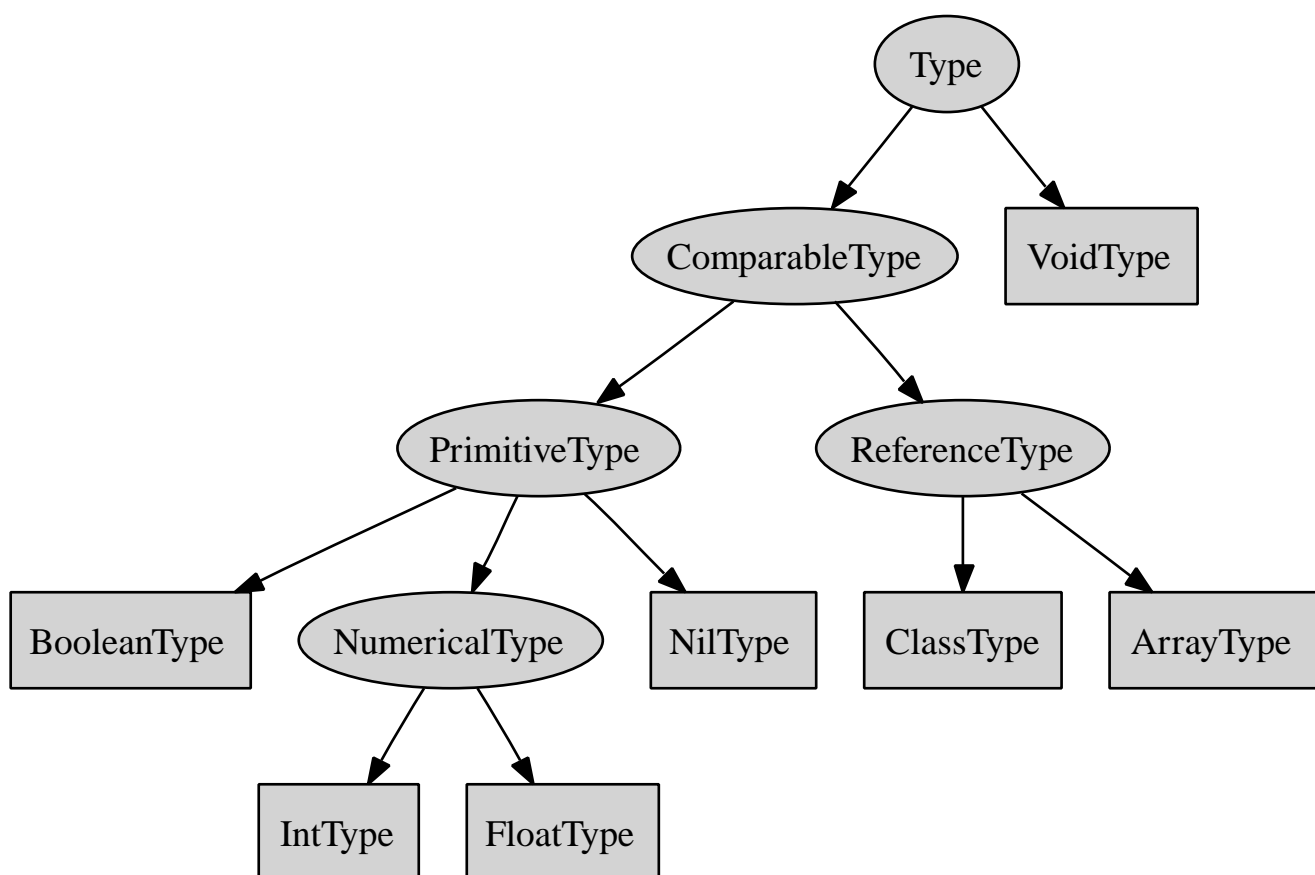 Type
ComparableType
VoidType
PrimitiveType
ReferenceType
BooleanType
NumericalType
NilType
ClassType
ArrayType
IntType
FloatType